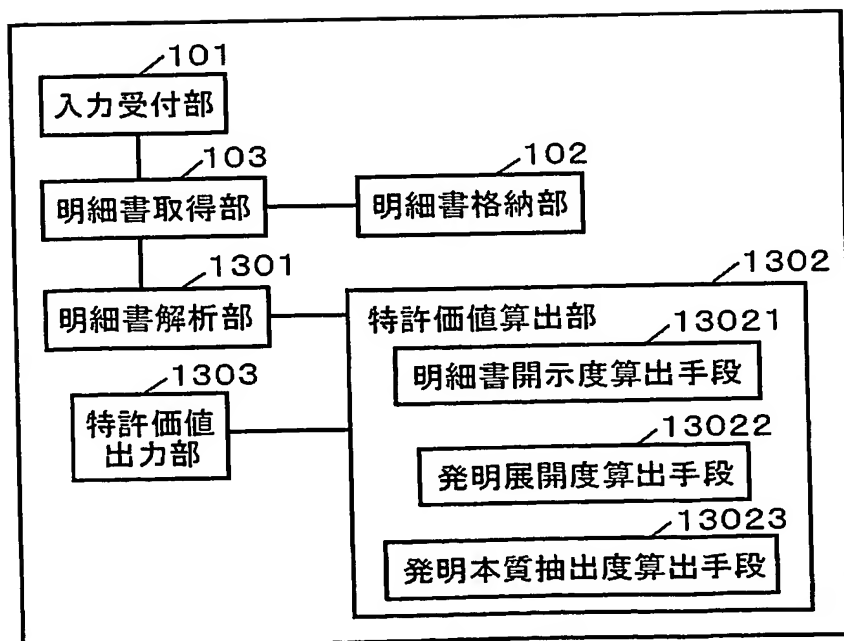 101
入力受付部
103
明細書取得部
102
明細書格納部
1301
明細書解析部
1302
特許価値算出部
13021
明細書開示度算出手段
1303
特許価値
出力部
13022
発明展開度算出手段
13023
発明本質抽出度算出手段